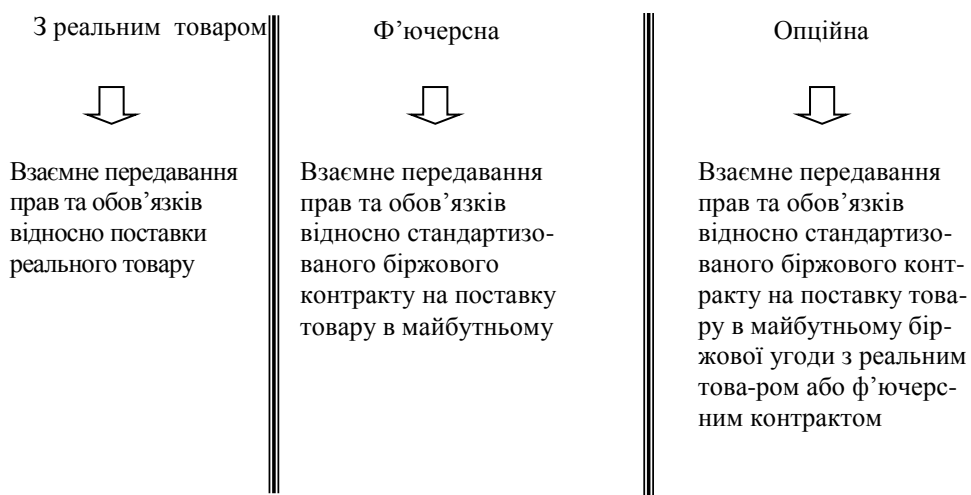 З реальним товаром
Взаємне передавання
прав та обов’язків
відносно поставки
реального товару
Ф’ючерсна
Взаємне передавання
прав та обов’язків
відносно стандартизо-
ваного біржового
контракту на поставку
товару в майбутньому
Опційна
Взаємне передавання
прав та обов’язків
відносно стандартизо-
ваного біржового конт-
ракту на поставку това-
ру в майбутньому бір-
жової угоди з реальним
това-ром або ф’ючерс-
ним контрактом